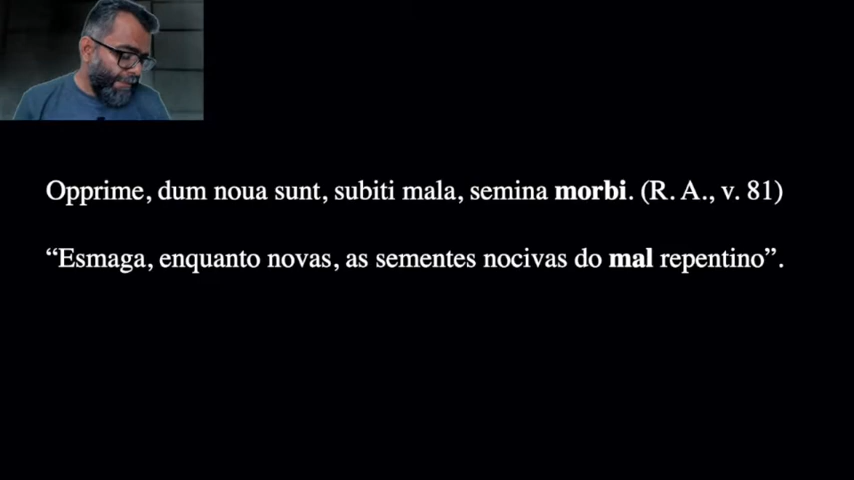 Opprime, dum noua sunt, subiti mala, semina morbi. (R. A., v. 81)
“Esmaga, enquanto novas, as sementes nocivas do mal repentino”.